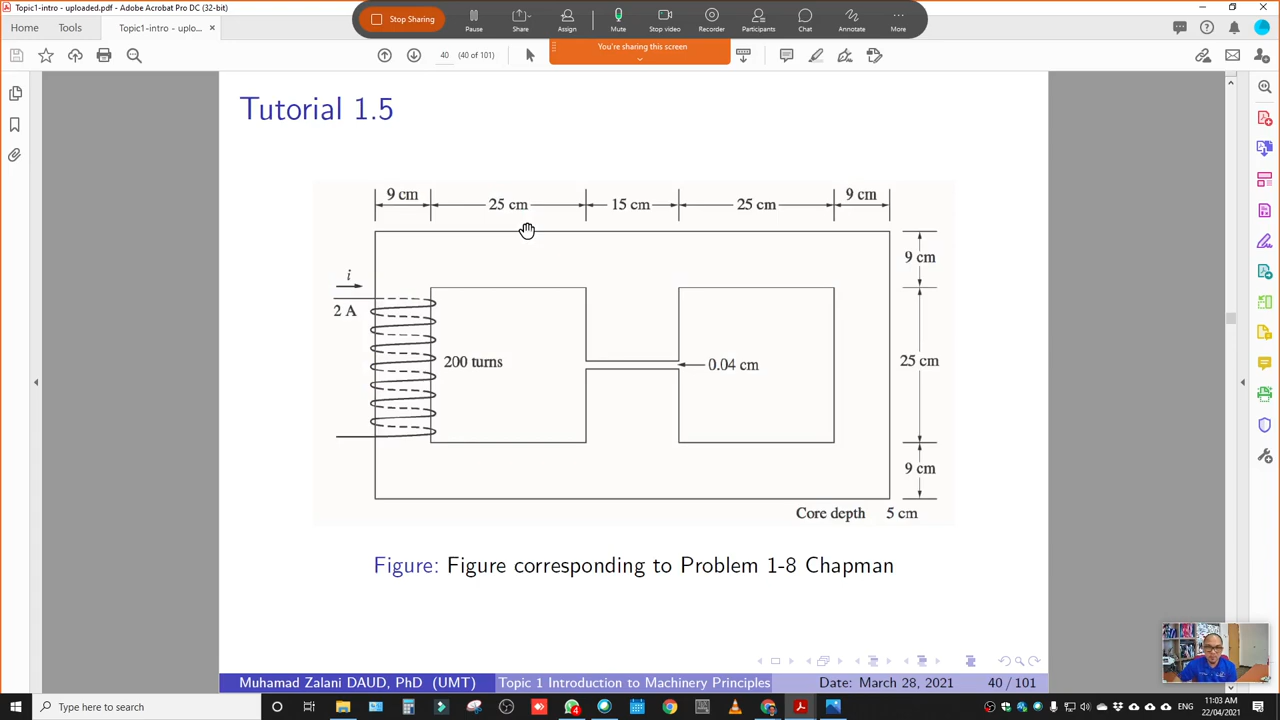 Topic1-intro - uploaded.pdf - Adobe Acrobat Pro DC (32-bit)
Home
Tools
Topic1-intro - uplo...
Stop Sharing
Pause
Share
Assign
Mute
Stop video
Recorder
Participants
Chat
Annotate
More
You're sharing this screen
40
(40 of 101)
Tutorial 1.5
9 cm
25 cm
15 cm
25 cm
9 cm
9 cm
i
2 A
200 turns
0.04 cm
25 cm
9 cm
Core depth 5 cm
Figure: Figure corresponding to Problem 1-8 Chapman
Muhamad Zalani DAUD, PhD (UMT)
Topic 1 Introduction to Machinery Principles
Date: March 28, 2021
40 / 101
Type here to search
ENG
11:03 AM
22/04/2021